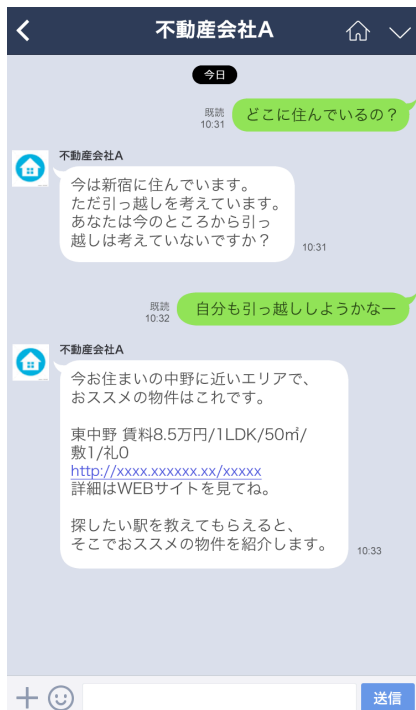 不動産会社A
今日
どこに住んでいるの？
既読
10:31
不動産会社A
今は新宿に住んでいます。
ただ引っ越しを考えています。
あなたは今のところから引っ
越しは考えていないですか？
10:31
自分も引っ越ししようかなー
既読
10:32
不動産会社A
今お住まいの中野に近いエリアで、
おススメの物件はこれです。
東中野 賃料8.5万円/1LDK/50㎡/
敷1/礼0
http://xxxx.xxxxxx.xx/xxxxx
詳細はWEBサイトを見てね。
探したい駅を教えてもらえると、
そこでおススメの物件を紹介します。
10:33
送信